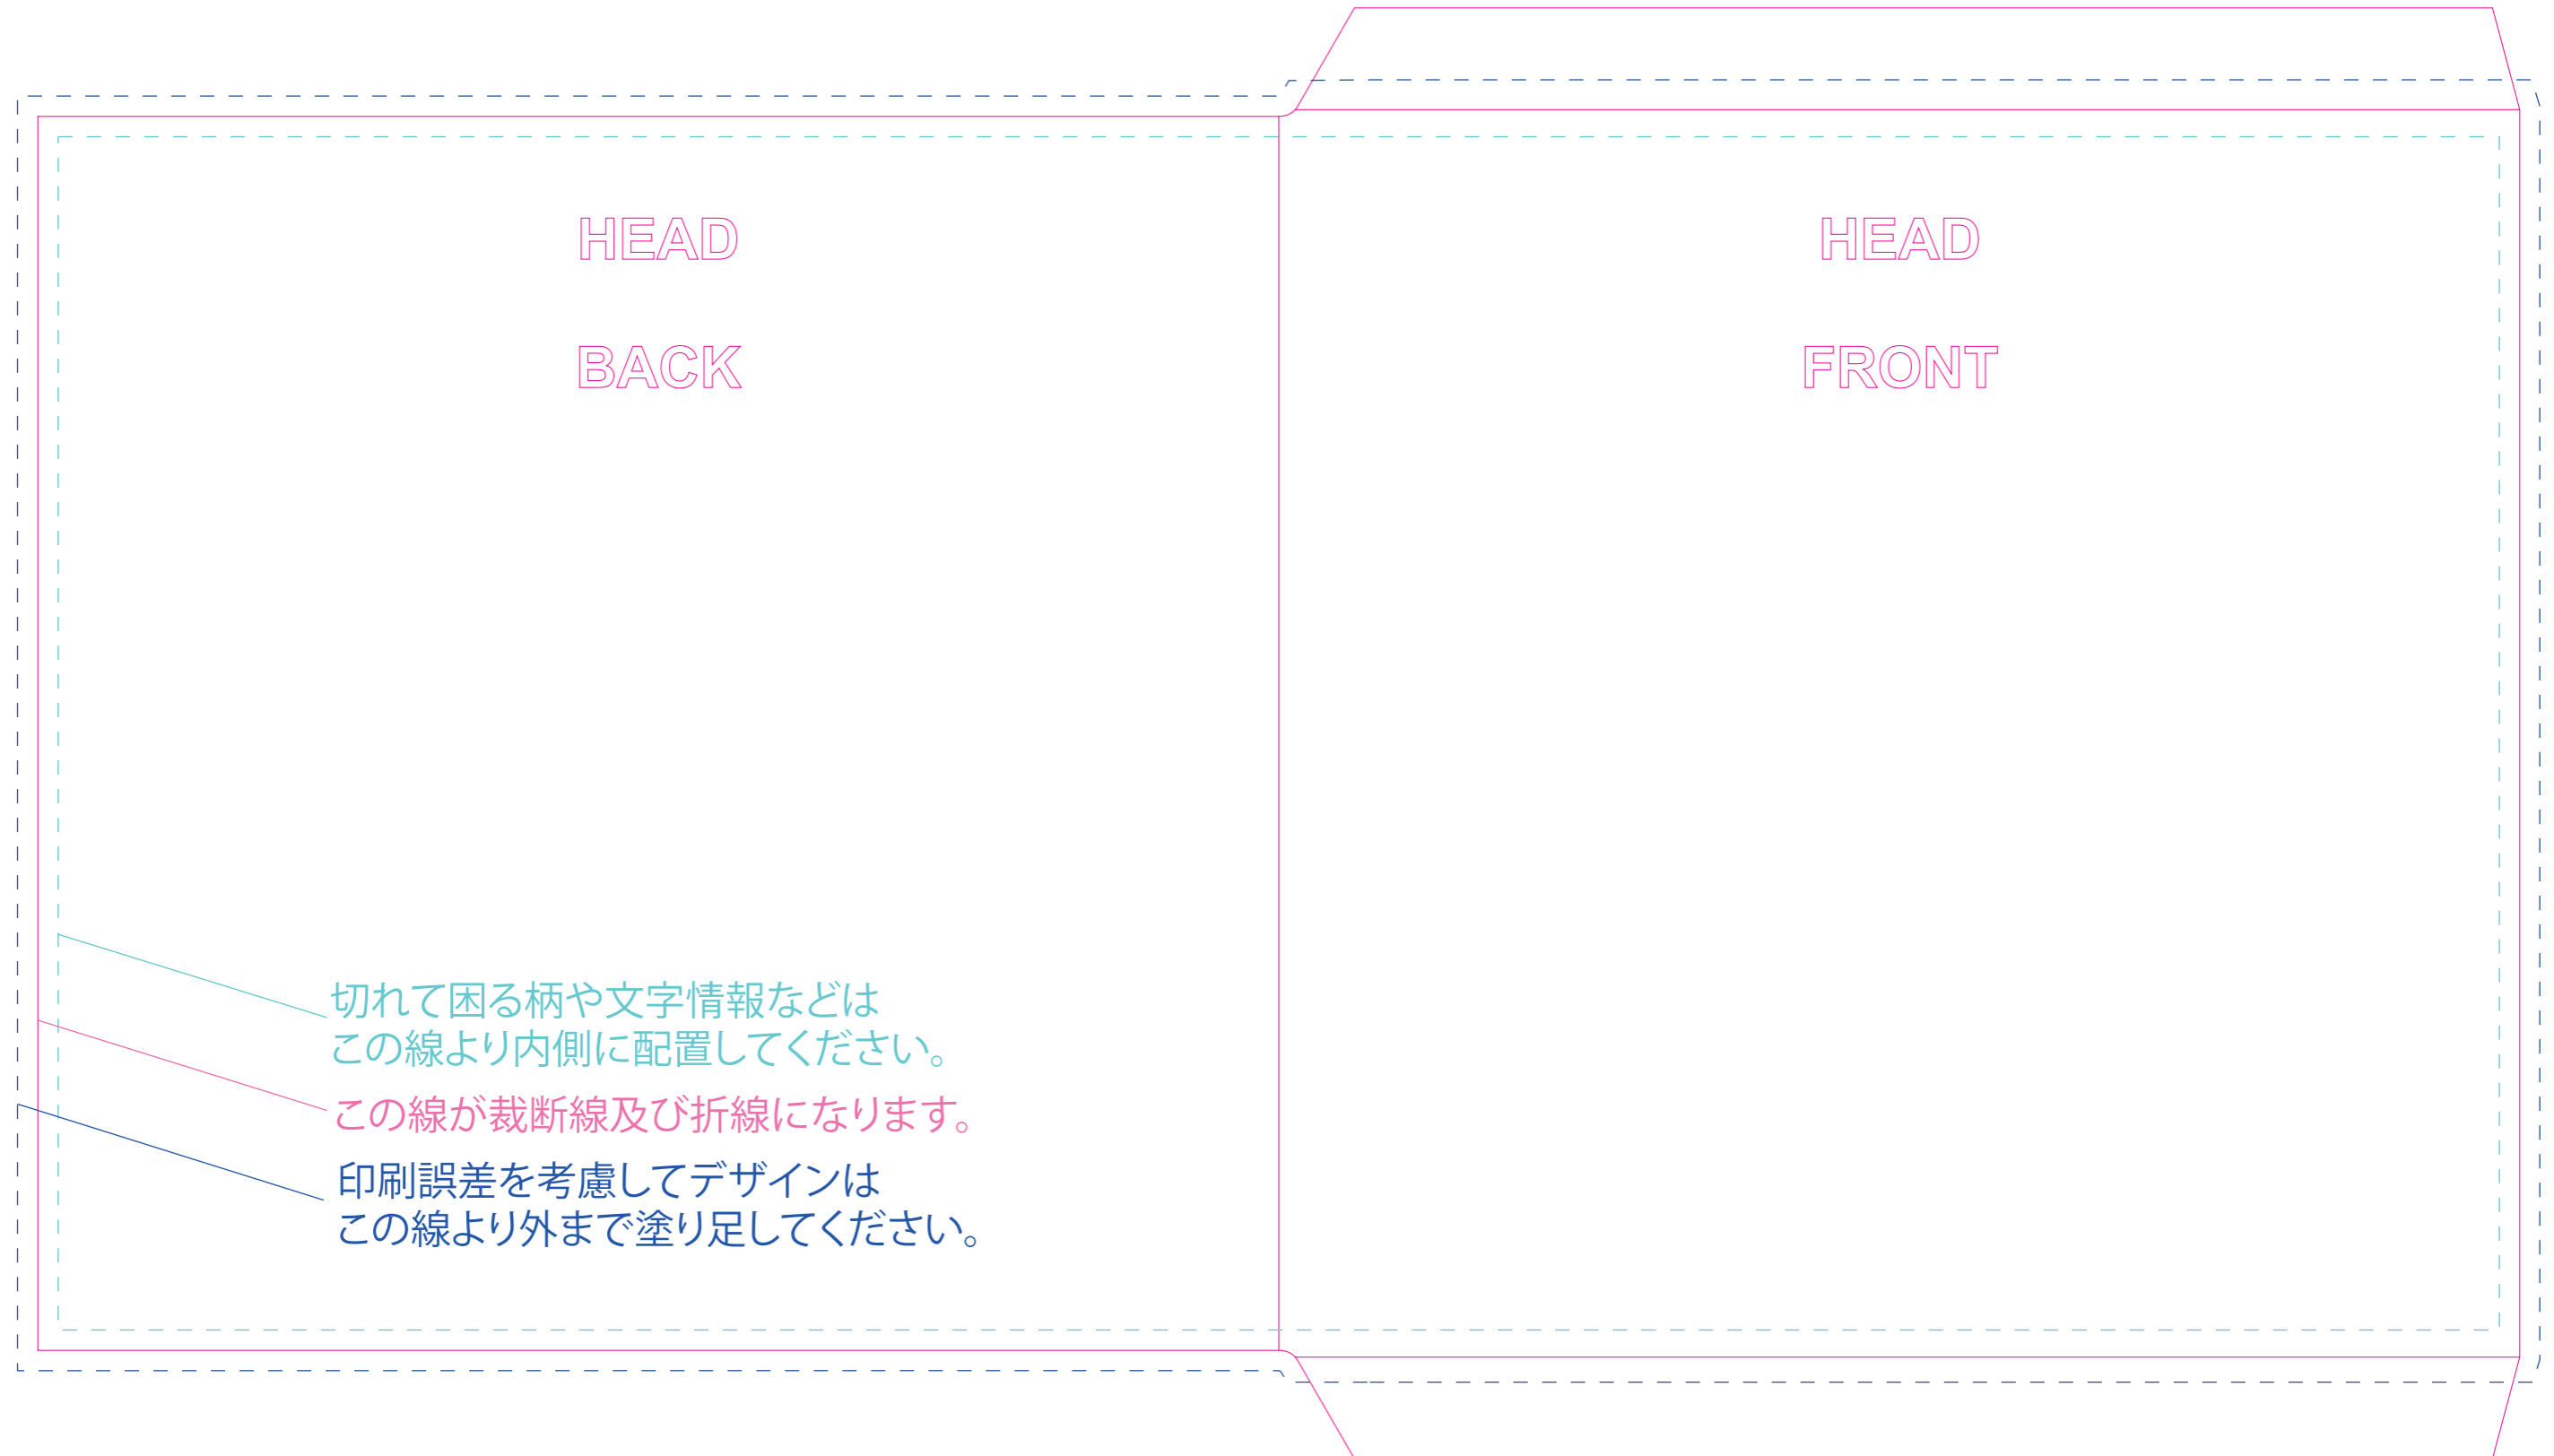 HEAD
BACK
HEAD
FRONT
切れて困る柄や文字情報などは
この線より内側に配置してください。
この線が裁断線及び折線になります。
印刷誤差を考慮してデザインは
この線より外まで塗り足してください。